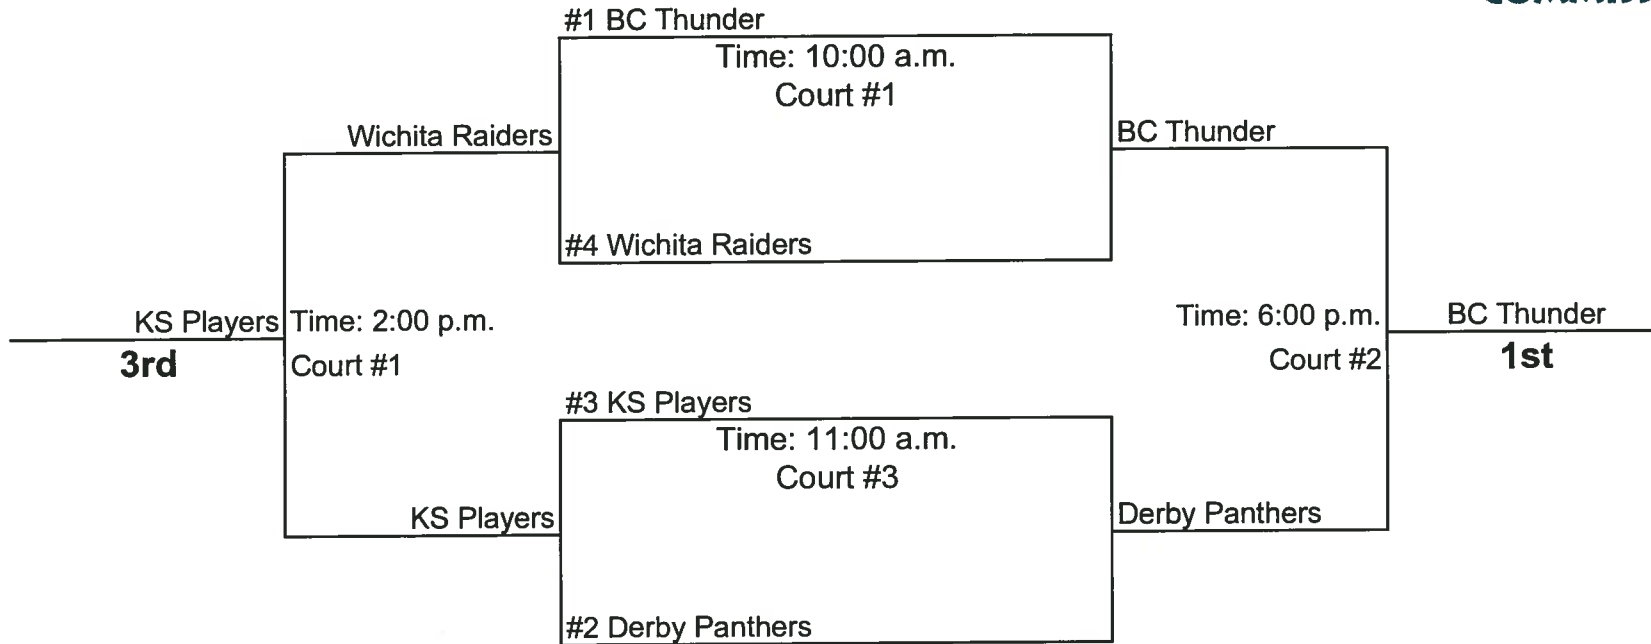 #1 BC Thunder
Time: 10:00 a.m.
Court #1
Wichita Raiders
BC Thunder
#4 Wichita Raiders
KS Players
Time: 2:00 p.m.
Time: 6:00 p.m.
BC Thunder
3rd
Court #1
Court #2
1st
#3 KS Players
Time: 11:00 a.m.
Court #3
KS Players
Derby Panthers
#2 Derby Panthers